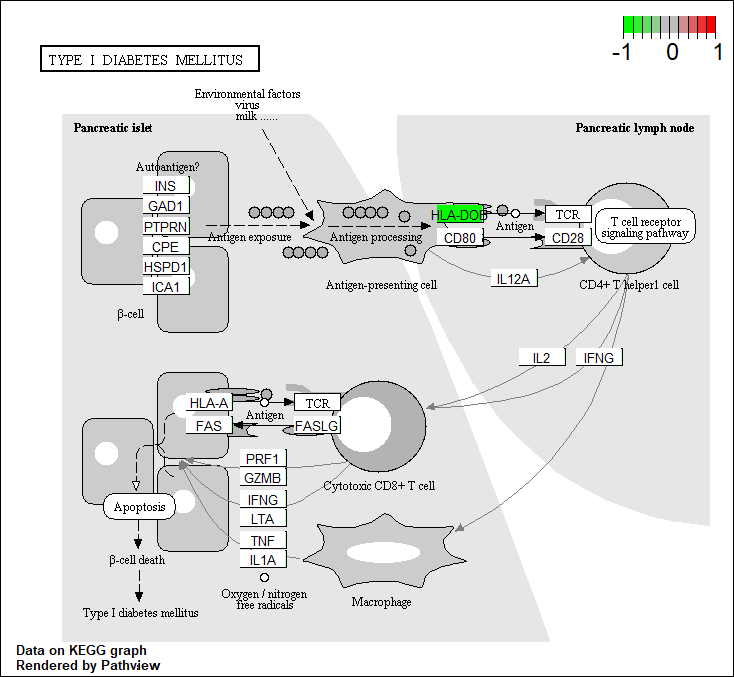 -1 0 1
TYPE I DIABETES MELLITUS
Environmental factors
virus
milk ......
Pancreatic islet
Pancreatic lymph node
Autoantigen?
INS
GAD1
PTPRN
CPE
HSPD1
ICA1
β-cell
Antigen exposure
Antigen processing
Antigen-presenting cell
HLA-DOB
CD80
Antigen
TCR
CD28
T cell receptor
signaling pathway
IL12A
CD4+ T helper1 cell
IL2
IFNG
HLA-A
FAS
Antigen
TCR
FASLG
Cytotoxic CD8+ T cell
PRF1
GZMB
IFNG
LTA
TNF
IL1A
Oxygen / nitrogen
free radicals
Macrophage
Apoptosis
β-cell death
Type I diabetes mellitus
Data on KEGG graph
Rendered by Pathview